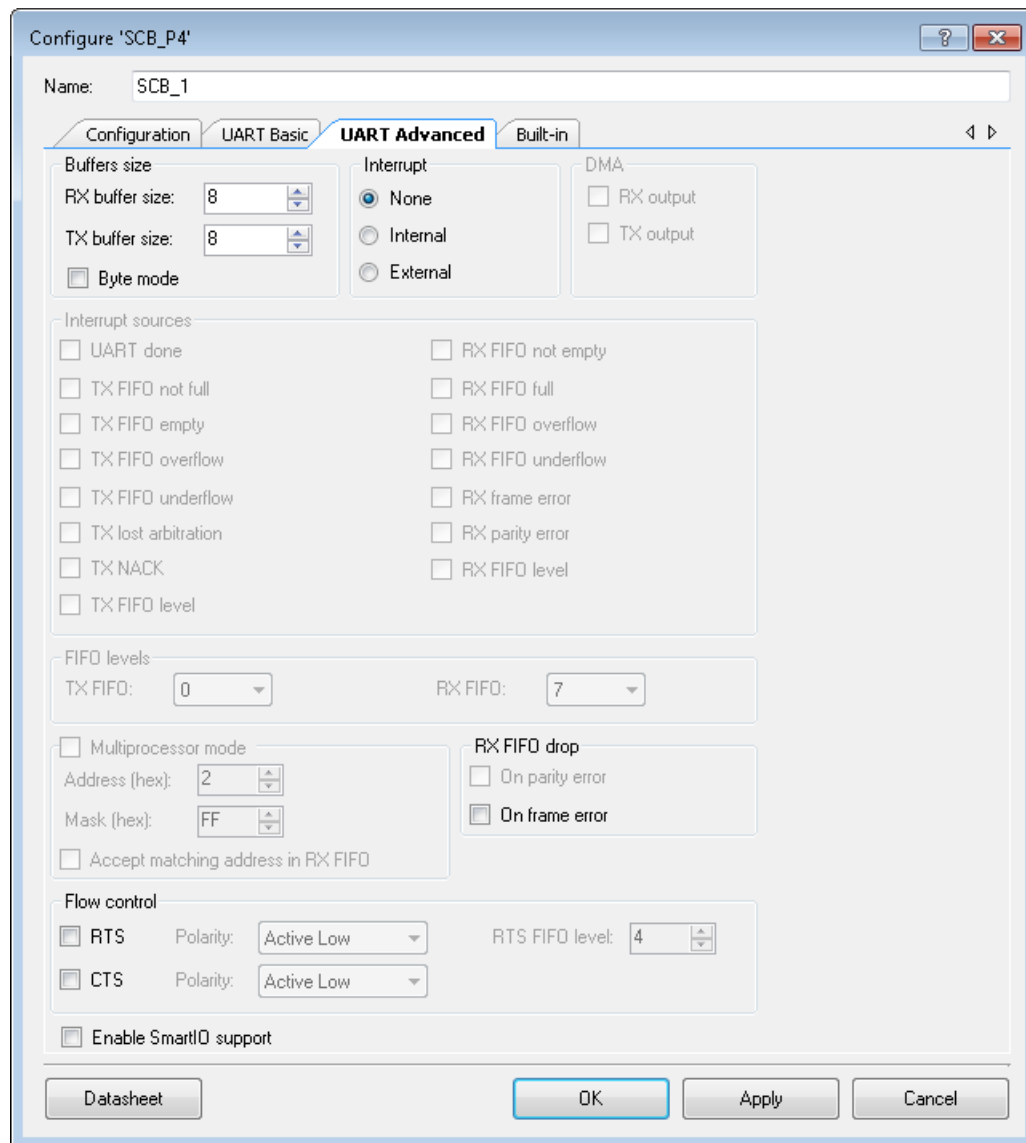 Configure 'SCB_P4'
Name: SCB_1
Configuration UART Basic UART Advanced Built-in
Buffers size Interrupt DMA
RX buffer size: 8 None RX output
TX buffer size: 8 Internal TX output
Byte mode External
Interrupt sources
UART done RX FIFO not empty
TX FIFO not full RX FIFO full
TX FIFO empty RX FIFO overflow
TX FIFO overflow RX FIFO underflow
TX FIFO underflow RX frame error
TX lost arbitration RX parity error
TX NACK RX FIFO level
TX FIFO level
FIFO levels
TX FIFO: 0 RX FIFO: 7
Multiprocessor mode RX FIFO drop
Address (hex): 2 On parity error
Mask (hex): FF On frame error
Accept matching address in RX FIFO
Flow control
RTS Polarity: Active Low RTS FIFO level: 4
CTS Polarity: Active Low
Enable SmartIO support
Datasheet OK Apply Cancel